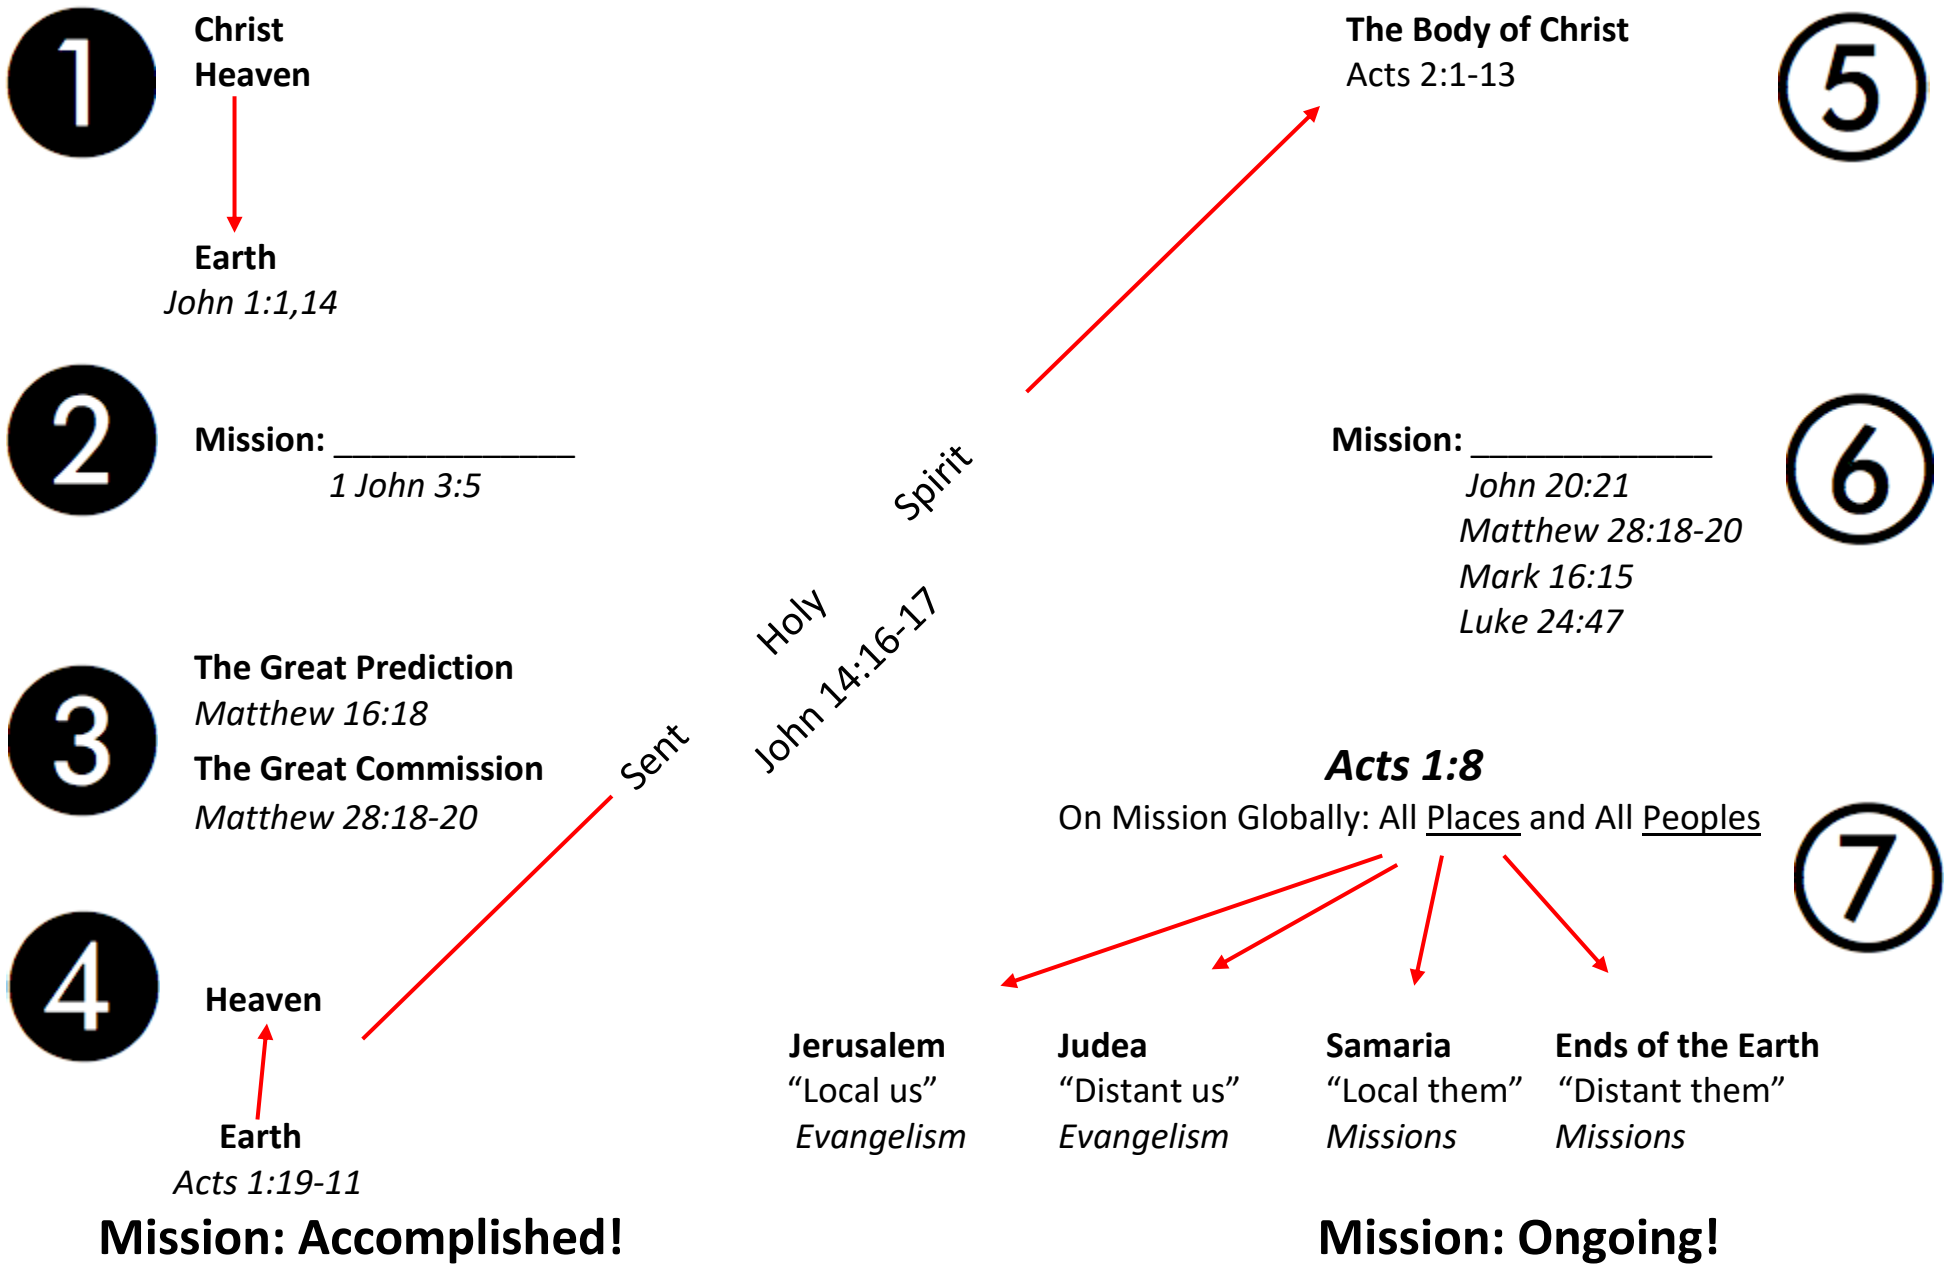 1
Christ
Heaven
Earth
John 1:1,14
2
Mission: _____________
1 John 3:5
3
The Great Prediction
Matthew 16:18
The Great Commission
Matthew 28:18-20
4
Heaven
Earth
Acts 1:19-11
Mission: Accomplished!
Sent Holy Spirit
John 14:16-17
5
The Body of Christ
Acts 2:1-13
6
Mission: _____________
John 20:21
Matthew 28:18-20
Mark 16:15
Luke 24:47
7
Acts 1:8
On Mission Globally: All Places and All Peoples
Jerusalem
“Local us”
Evangelism
Judea
“Distant us”
Evangelism
Samaria
“Local them”
Missions
Ends of the Earth
“Distant them”
Missions
Mission: Ongoing!